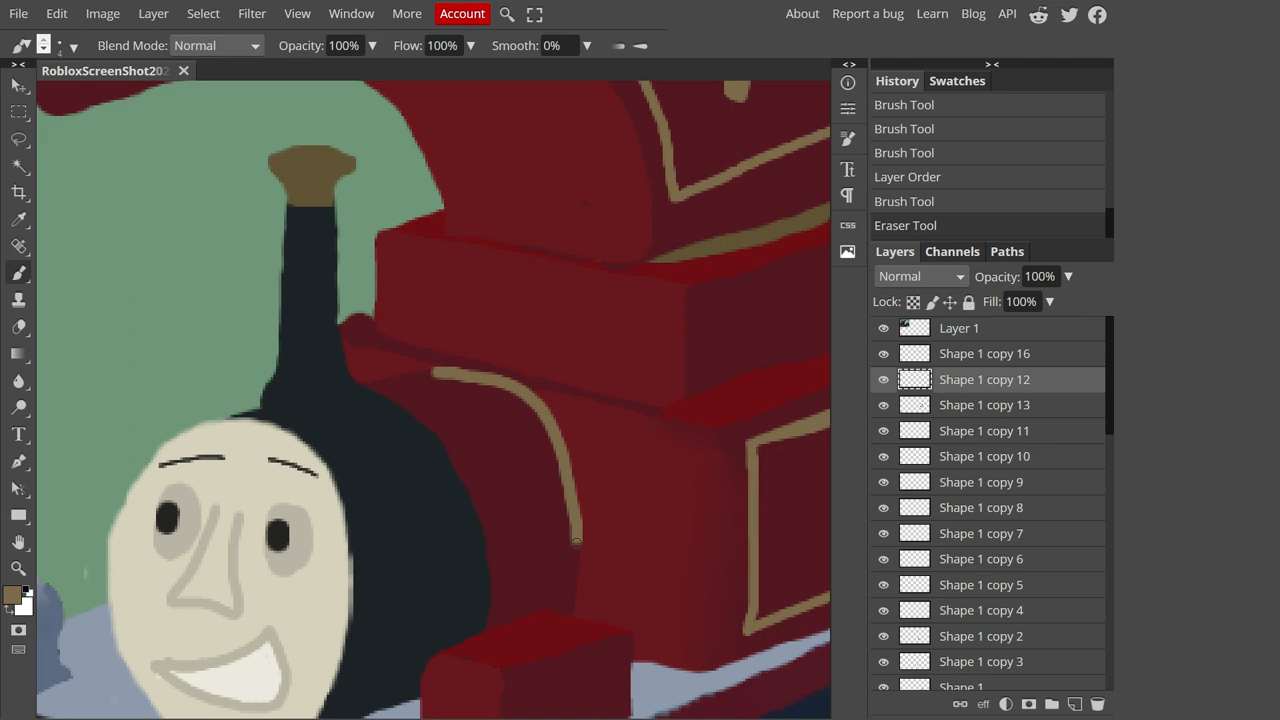 File Edit Image Layer Select Filter View Window More Account About Report a bug Learn Blog API
4 Blend Mode: Normal Opacity: 100% Flow: 100% Smooth: 0%
> < < > > <
RobloxScreenShot202
History Swatches
Brush Tool
Brush Tool
Brush Tool
Layer Order
Brush Tool
Eraser Tool
CSS
Layers Channels Paths
Normal Opacity: 100%
Lock: Fill: 100%
Layer 1
Shape 1 copy 16
Shape 1 copy 12
Shape 1 copy 13
Shape 1 copy 11
Shape 1 copy 10
Shape 1 copy 9
Shape 1 copy 8
Shape 1 copy 7
Shape 1 copy 6
Shape 1 copy 5
Shape 1 copy 4
Shape 1 copy 2
Shape 1 copy 3
Shape 1
eff